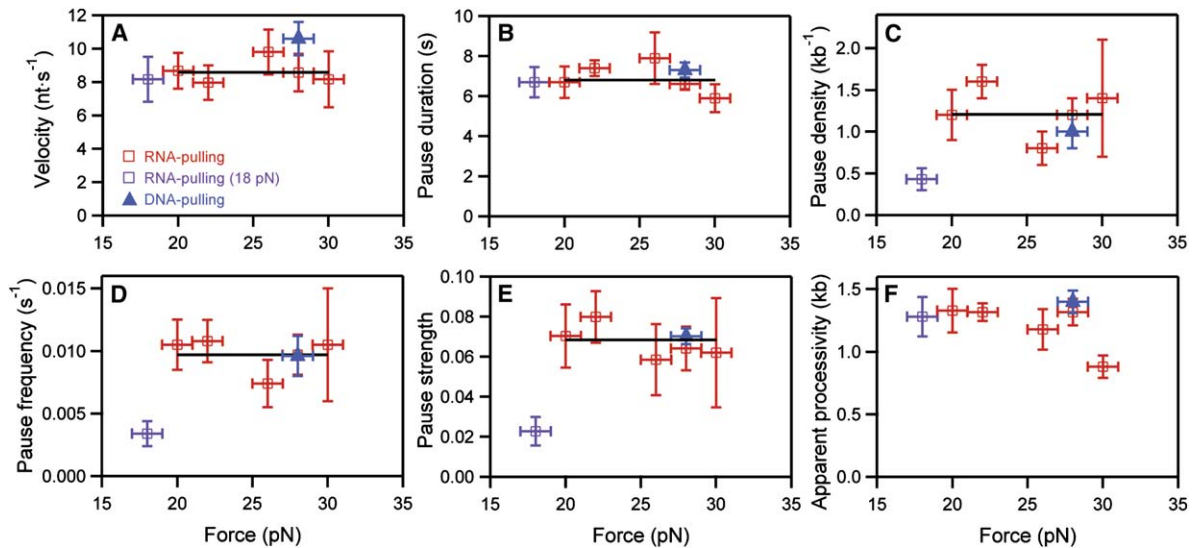 A
Velocity (nt·s⁻¹)
14
12
10
8
6
4
2
0
RNA-pulling
RNA-pulling (18 pN)
DNA-pulling
15 20 25 30 35
B
Pause duration (s)
10
8
6
4
2
0
15 20 25 30 35
C
Pause density (kb⁻¹)
2.0
1.5
1.0
0.5
0.0
15 20 25 30 35
D
Pause frequency (s⁻¹)
0.015
0.010
0.005
0.000
15 20 25 30 35
Force (pN)
E
Pause strength
0.10
0.08
0.06
0.04
0.02
0.00
15 20 25 30 35
Force (pN)
F
Apparent processivity (kb)
1.5
1.0
0.5
0.0
15 20 25 30 35
Force (pN)